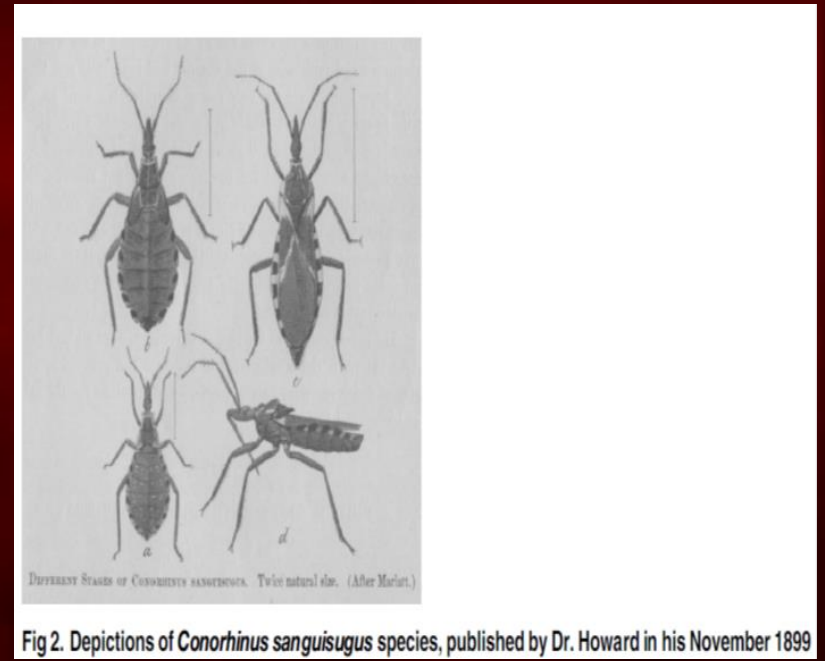 b
c
a
d
DIFFERENT STAGES OF CONORHINUS SANGUISUGUS. Twice natural size. (After Marlatt.)
Fig 2. Depictions of Conorhinus sanguisugus species, published by Dr. Howard in his November 1899